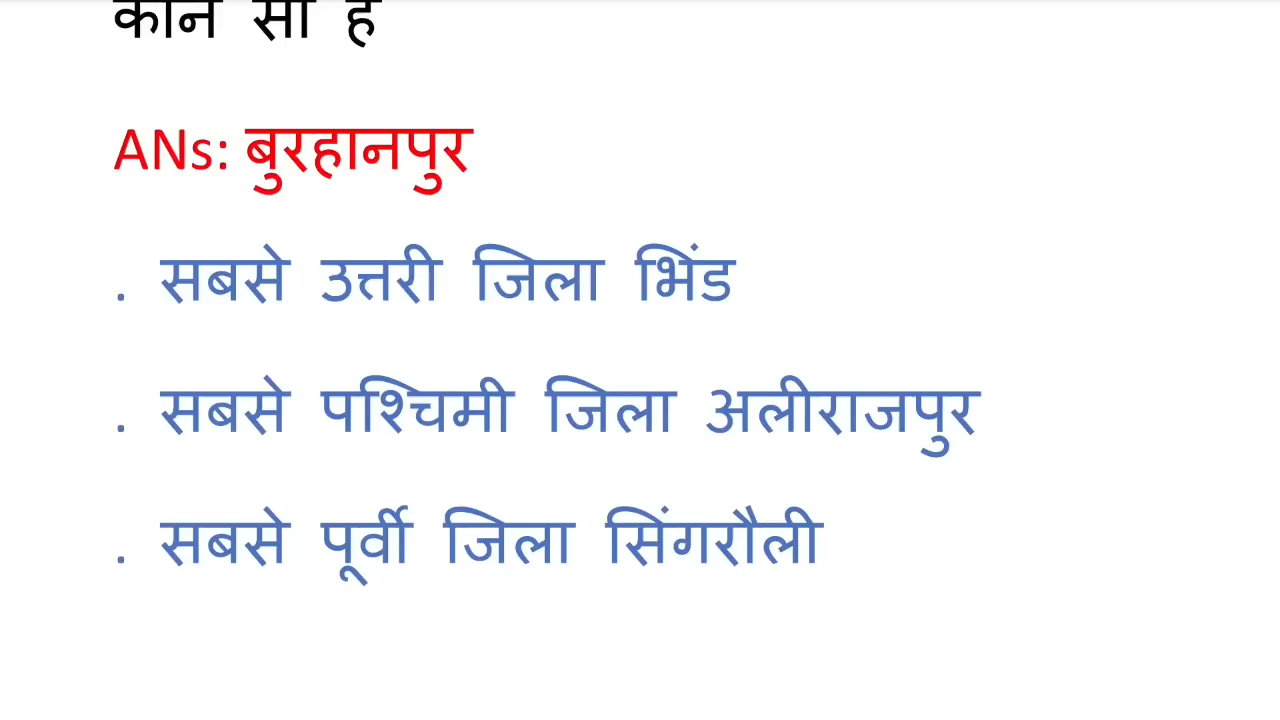 कौन सा है
ANs: बुरहानपुर
. सबसे उत्तरी जिला भिंड
. सबसे पश्चिमी जिला अलीराजपुर
. सबसे पूर्वी जिला सिंगरौली